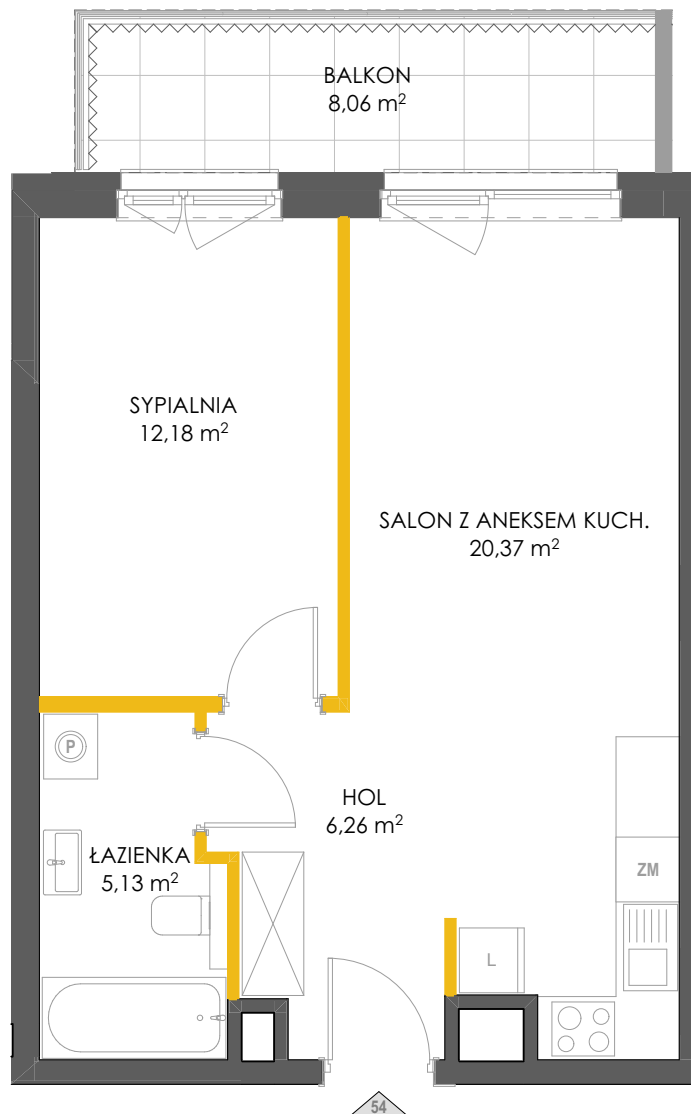 BALKON
8,06 m²
SYPIALNIA
12,18 m²
SALON Z ANEKSEM KUCH.
20,37 m²
P
HOL
6,26 m²
ŁAZIENKA
5,13 m²
ZM
L
54